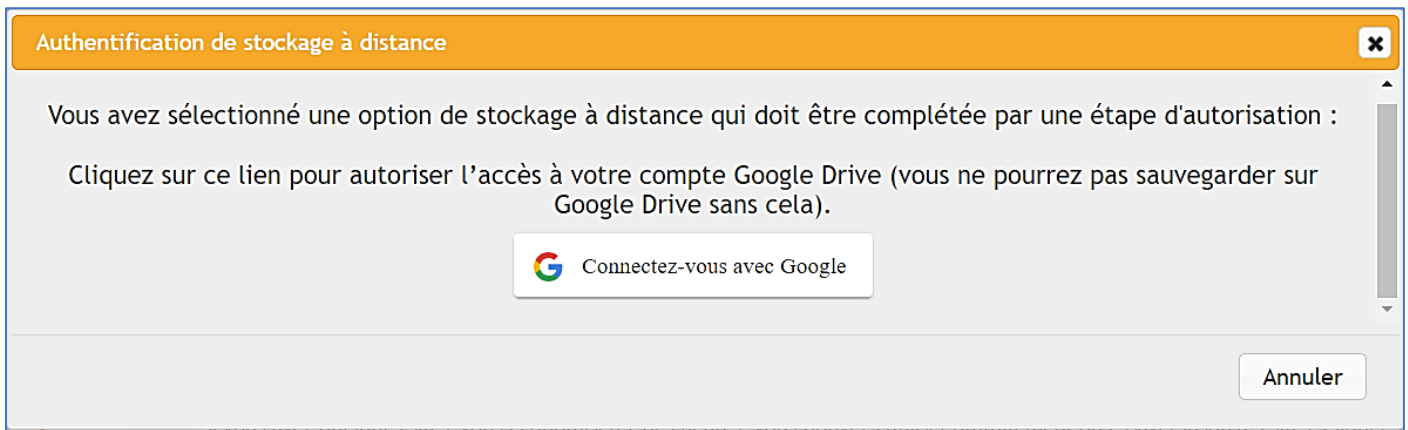 Authentification de stockage à distance
Vous avez sélectionné une option de stockage à distance qui doit être complétée par une étape d'autorisation :
Cliquez sur ce lien pour autoriser l’accès à votre compte Google Drive (vous ne pourrez pas sauvegarder sur
Google Drive sans cela).
Connectez-vous avec Google
Annuler